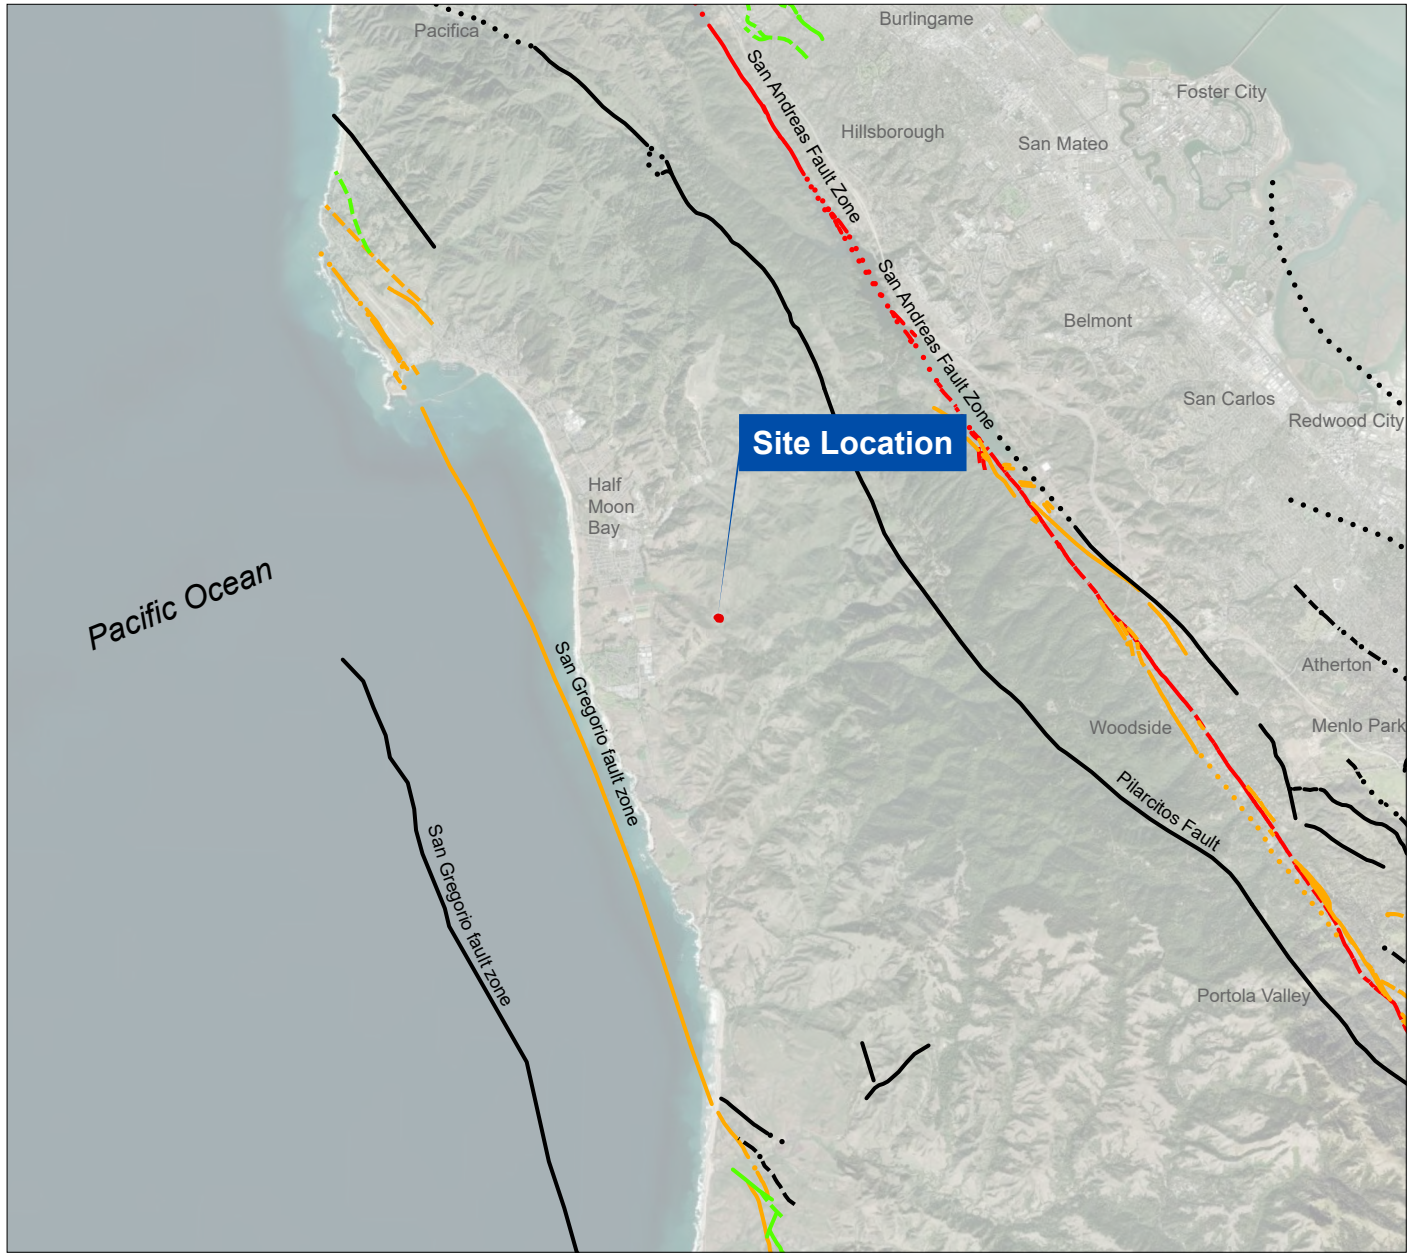 Pacifica
Burlingame
San Andreas Fault Zone
Foster City
Hillsborough
San Mateo
San Andreas Fault Zone
Belmont
San Carlos
Redwood City
Site Location
Half
Moon
Bay
Pacific Ocean
San Gregorio fault zone
Atherton
Woodside
Menlo Park
Pilarcitos Fault
San Gregorio fault zone
Portola Valley